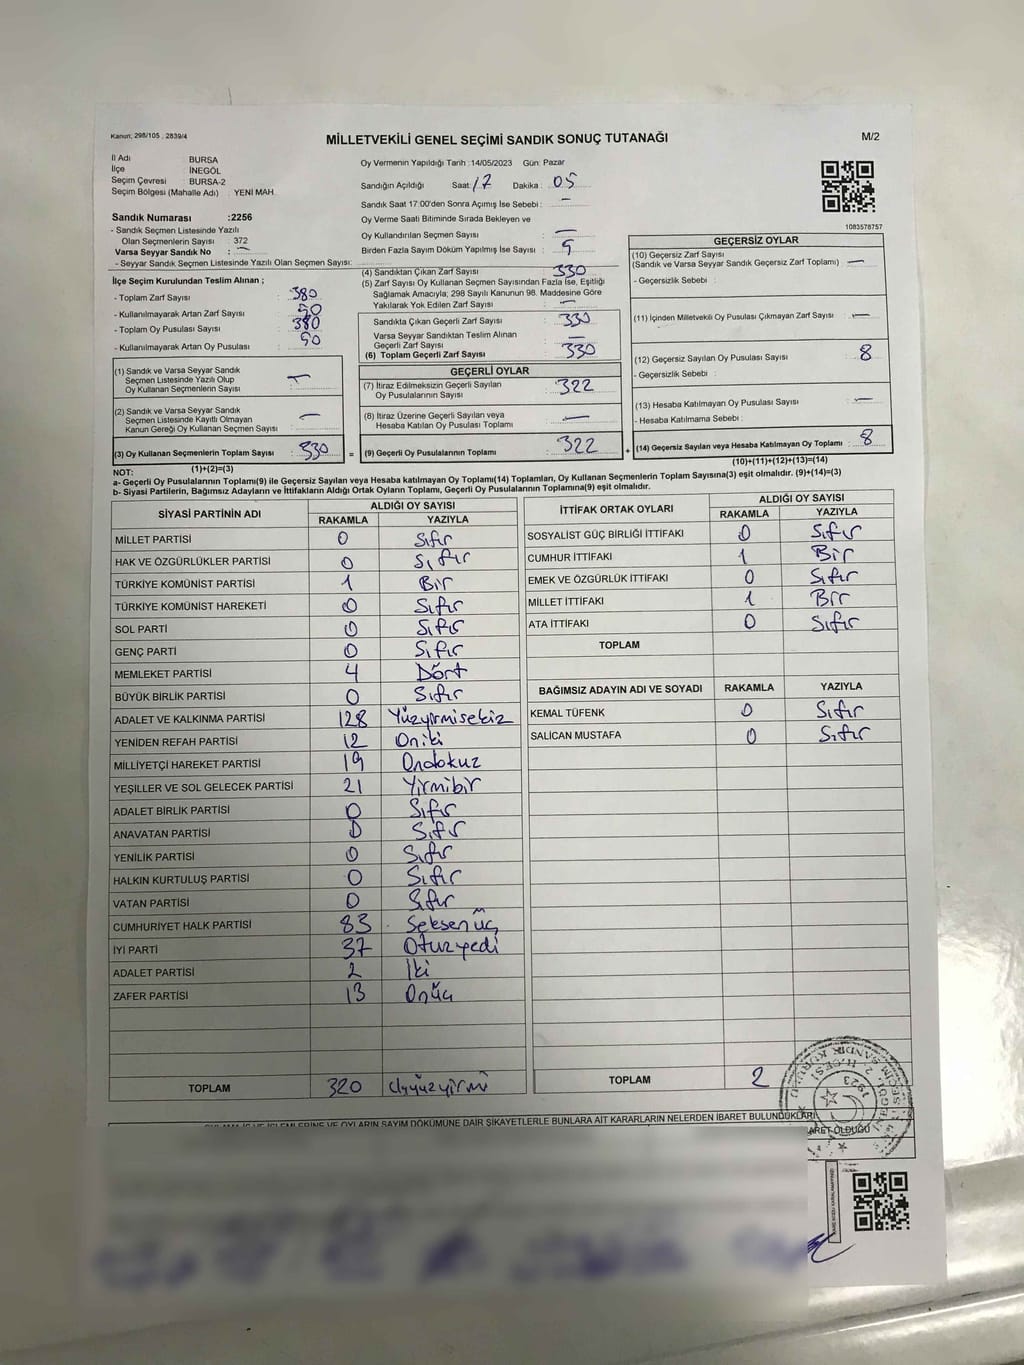 Kanun, 298/105 , 2839/4
MİLLETVEKİLİ GENEL SEÇİMİ SANDIK SONUÇ TUTANAĞI
M/2
İl Adı : BURSA
İlçe : İNEGÖL
Seçim Çevresi : BURSA-2
Seçim Bölgesi (Mahalle Adı) : YENİ MAH.
Sandık Numarası :2256
- Sandık Seçmen Listesinde Yazılı
Olan Seçmenlerin Sayısı : 372
Varsa Seyyar Sandık No : —
- Seyyar Sandık Seçmen Listesinde Yazılı Olan Seçmen Sayısı:
İlçe Seçim Kurulundan Teslim Alınan ;
- Toplam Zarf Sayısı : 380
- Kullanılmayarak Artan Zarf Sayısı : 50
- Toplam Oy Pusulası Sayısı : 380
- Kullanılmayarak Artan Oy Pusulası : 50
(1) Sandık ve Varsa Seyyar Sandık
Seçmen Listesinde Yazılı Olup
Oy Kullanan Seçmenlerin Sayısı : —
(2) Sandık ve Varsa Seyyar Sandık
Seçmen Listesinde Kayıtlı Olmayan
Kanun Gereği Oy Kullanan Seçmen Sayısı : —
(3) Oy Kullanan Seçmenlerin Toplam Sayısı : 330
(1)+(2)=(3)
Oy Vermenin Yapıldığı Tarih :14/05/2023 Gün: Pazar
Sandığın Açıldığı Saat : 17 Dakika : 05
Sandık Saat 17:00'den Sonra Açımış İse Sebebi : —
Oy Verme Saati Bitiminde Sırada Bekleyen ve
Oy Kullandırılan Seçmen Sayısı : —
Birden Fazla Sayım Döküm Yapılmış İse Sayısı :
(4) Sandıktan Çıkan Zarf Sayısı : 330
(5) Zarf Sayısı Oy Kullanan Seçmen Sayısından Fazla İse, Eşitliği
Sağlamak Amacıyla; 298 Sayılı Kanunun 98. Maddesine Göre
Yakılarak Yok Edilen Zarf Sayısı : —
Sandıkta Çıkan Geçerli Zarf Sayısı : 330
Varsa Seyyar Sandıktan Teslim Alınan
Geçerli Zarf Sayısı : —
(6) Toplam Geçerli Zarf Sayısı : 330
GEÇERLİ OYLAR
(7) İtiraz Edilmeksizin Geçerli Sayılan
Oy Pusulalarının Sayısı : 322
(8) İtiraz Üzerine Geçerli Sayılan veya
Hesaba Katılan Oy Pusulası Toplamı : —
= (9) Geçerli Oy Pusulalarının Toplamı : 322
1083578757
GEÇERSİZ OYLAR
(10) Geçersiz Zarf Sayısı
(Sandık ve Varsa Seyyar Sandık Geçersiz Zarf Toplamı) : —
- Geçersizlik Sebebi :
(11) İçinden Milletvekili Oy Pusulası Çıkmayan Zarf Sayısı : —
(12) Geçersiz Sayılan Oy Pusulası Sayısı : 8
- Geçersizlik Sebebi :
(13) Hesaba Katılmayan Oy Pusulası Sayısı : —
- Hesaba Katılmama Sebebi :
+ (14) Geçersiz Sayılan veya Hesaba Katılmayan Oy Toplamı : 8
(10)+(11)+(12)+(13)=(14)
NOT:
a- Geçerli Oy Pusulalarının Toplamı(9) ile Geçersiz Sayılan veya Hesaba Katılmayan Oy Toplamı(14) Toplamları, Oy Kullanan Seçmenlerin Toplam Sayısına(3) eşit olmalıdır. (9)+(14)=(3)
b- Siyasi Partilerin, Bağımsız Adayların ve İttifakların Aldığı Ortak Oyların Toplamı, Geçerli Oy Pusulalarının Toplamına(9) eşit olmalıdır.
SİYASİ PARTİNİN ADI ALDIĞI OY SAYISI
RAKAMLA YAZIYLA
MİLLET PARTİSİ 0 Sıfır
HAK VE ÖZGÜRLÜKLER PARTİSİ 0 Sıfır
TÜRKİYE KOMÜNİST PARTİSİ 1 Bir
TÜRKİYE KOMÜNİST HAREKETİ 0 Sıfır
SOL PARTİ 0 Sıfır
GENÇ PARTİ 0 Sıfır
MEMLEKET PARTİSİ 4 Dört
BÜYÜK BİRLİK PARTİSİ 0 Sıfır
ADALET VE KALKINMA PARTİSİ 128 Yüzyirmisekiz
YENİDEN REFAH PARTİSİ 12 Oniki
MİLLİYETÇİ HAREKET PARTİSİ 19 Ondokuz
YEŞİLLER VE SOL GELECEK PARTİSİ 21 Yirmibir
ADALET BİRLİK PARTİSİ 0 Sıfır
ANAVATAN PARTİSİ 0 Sıfır
YENİLİK PARTİSİ 0 Sıfır
HALKIN KURTULUŞ PARTİSİ 0 Sıfır
VATAN PARTİSİ 0 Sıfır
CUMHURİYET HALK PARTİSİ 83 Seksenüç
İYİ PARTİ 37 Otuzyedi
ADALET PARTİSİ 2 İki
ZAFER PARTİSİ 13 Onüç
TOPLAM 320 Üçyüzyirmi
İTTİFAK ORTAK OYLARI ALDIĞI OY SAYISI
RAKAMLA YAZIYLA
SOSYALİST GÜÇ BİRLİĞİ İTTİFAKI 0 Sıfır
CUMHUR İTTİFAKI 1 Bir
EMEK VE ÖZGÜRLÜK İTTİFAKI 0 Sıfır
MİLLET İTTİFAKI 1 Bir
ATA İTTİFAKI 0 Sıfır
TOPLAM
BAĞIMSIZ ADAYIN ADI VE SOYADI RAKAMLA YAZIYLA
KEMAL TÜFENK 0 Sıfır
SALİCAN MUSTAFA 0 Sıfır
TOPLAM 2
İŞLEMLERİNE VE OYLARIN SAYIM DÖKÜMÜNE DAİR ŞİKAYETLERLE BUNLARA AİT KARARLARIN NELERDEN İBARET BULUNDUKLARI